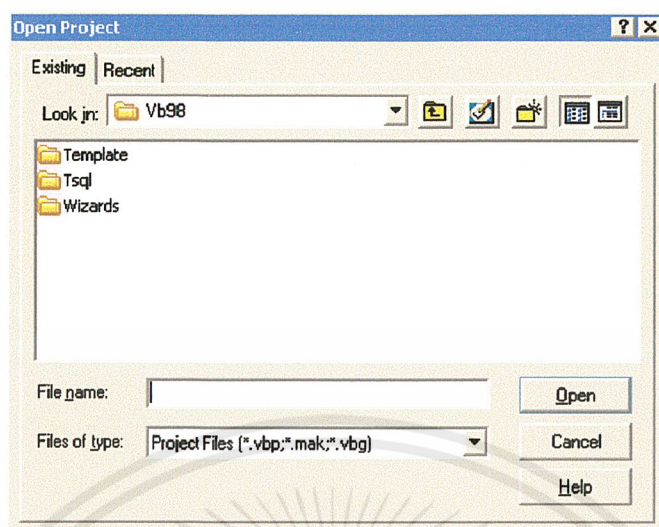 Open Project
Existing Recent
Look in: Vb98
Template
Tsql
Wizards
File name: Open
Files of type: Project Files (*.vbp;*.mak;*.vbg) Cancel
Help